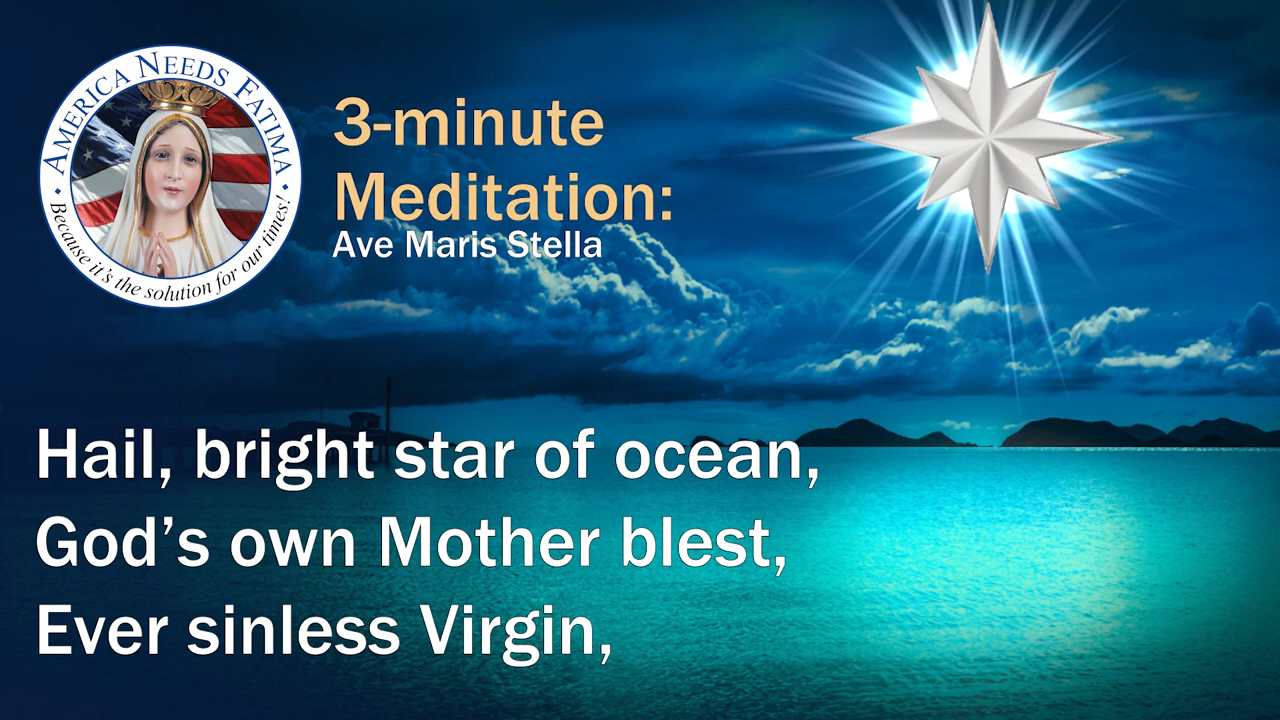 • AMERICA NEEDS FATIMA •
Because it's the solution for our times!
3-minute
Meditation:
Ave Maris Stella
Hail, bright star of ocean,
God’s own Mother blest,
Ever sinless Virgin,